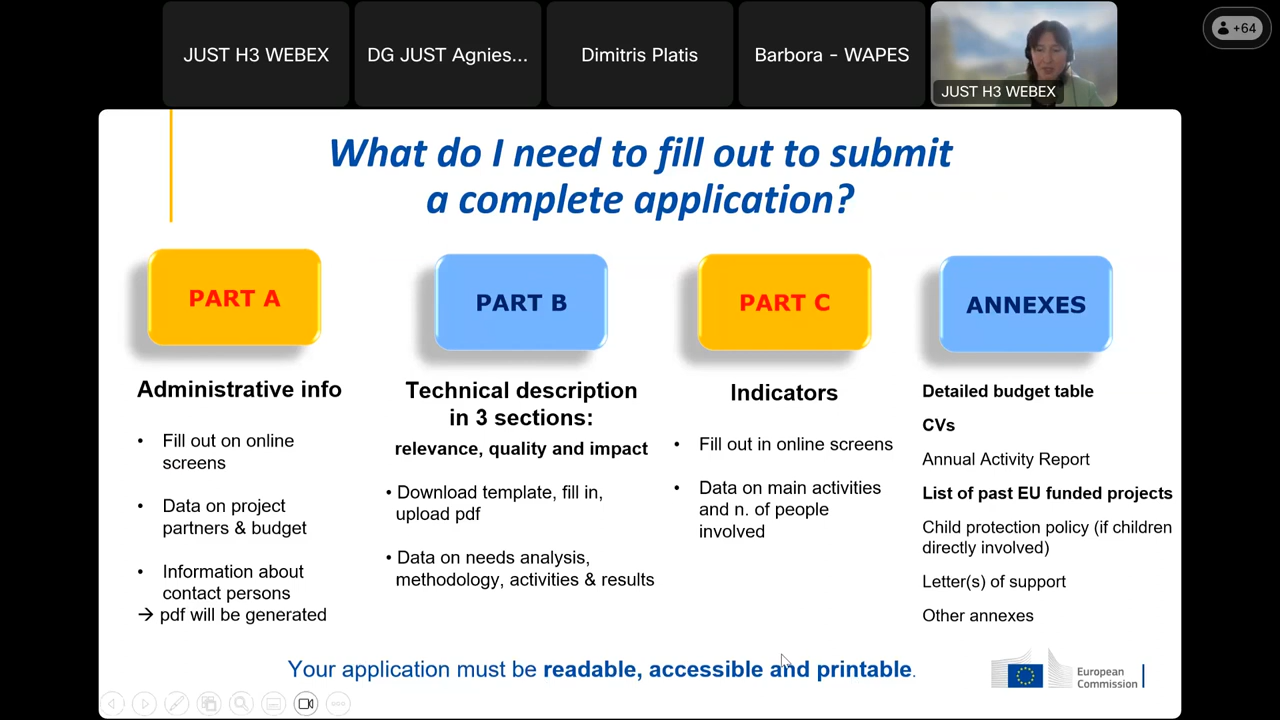 JUST H3 WEBEX
DG JUST Agnies...
Dimitris Platis
Barbora - WAPES
JUST H3 WEBEX
+64
What do I need to fill out to submit
a complete application?
PART A
Administrative info
• Fill out on online
screens
• Data on project
partners & budget
• Information about
contact persons
→ pdf will be generated
PART B
Technical description
in 3 sections:
relevance, quality and impact
• Download template, fill in,
upload pdf
• Data on needs analysis,
methodology, activities & results
PART C
Indicators
• Fill out in online screens
• Data on main activities
and n. of people
involved
ANNEXES
Detailed budget table
CVs
Annual Activity Report
List of past EU funded projects
Child protection policy (if children
directly involved)
Letter(s) of support
Other annexes
Your application must be readable, accessible and printable.
European
Commission